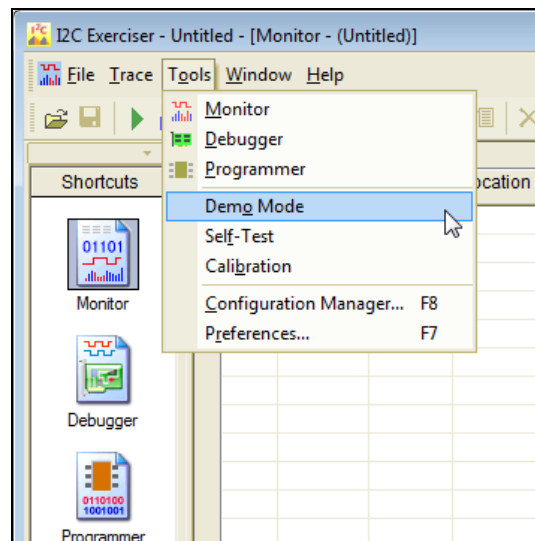 I2C Exerciser - Untitled - [Monitor - (Untitled)]
File Trace Tools Window Help
Monitor
Debugger
Programmer
Demo Mode
Self-Test
Calibration
Configuration Manager... F8
Preferences... F7
Shortcuts
01101
Monitor
Debugger
0110100
1001001
Programmer
ocation